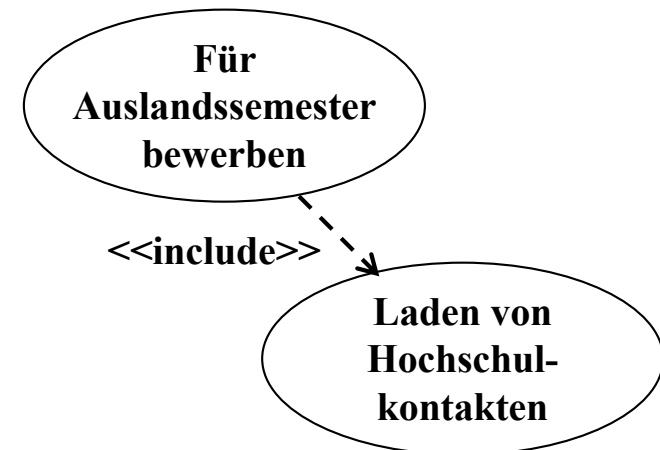 Für
Auslandssemester
bewerben
<<include>>
Laden von
Hochschul-
kontakten